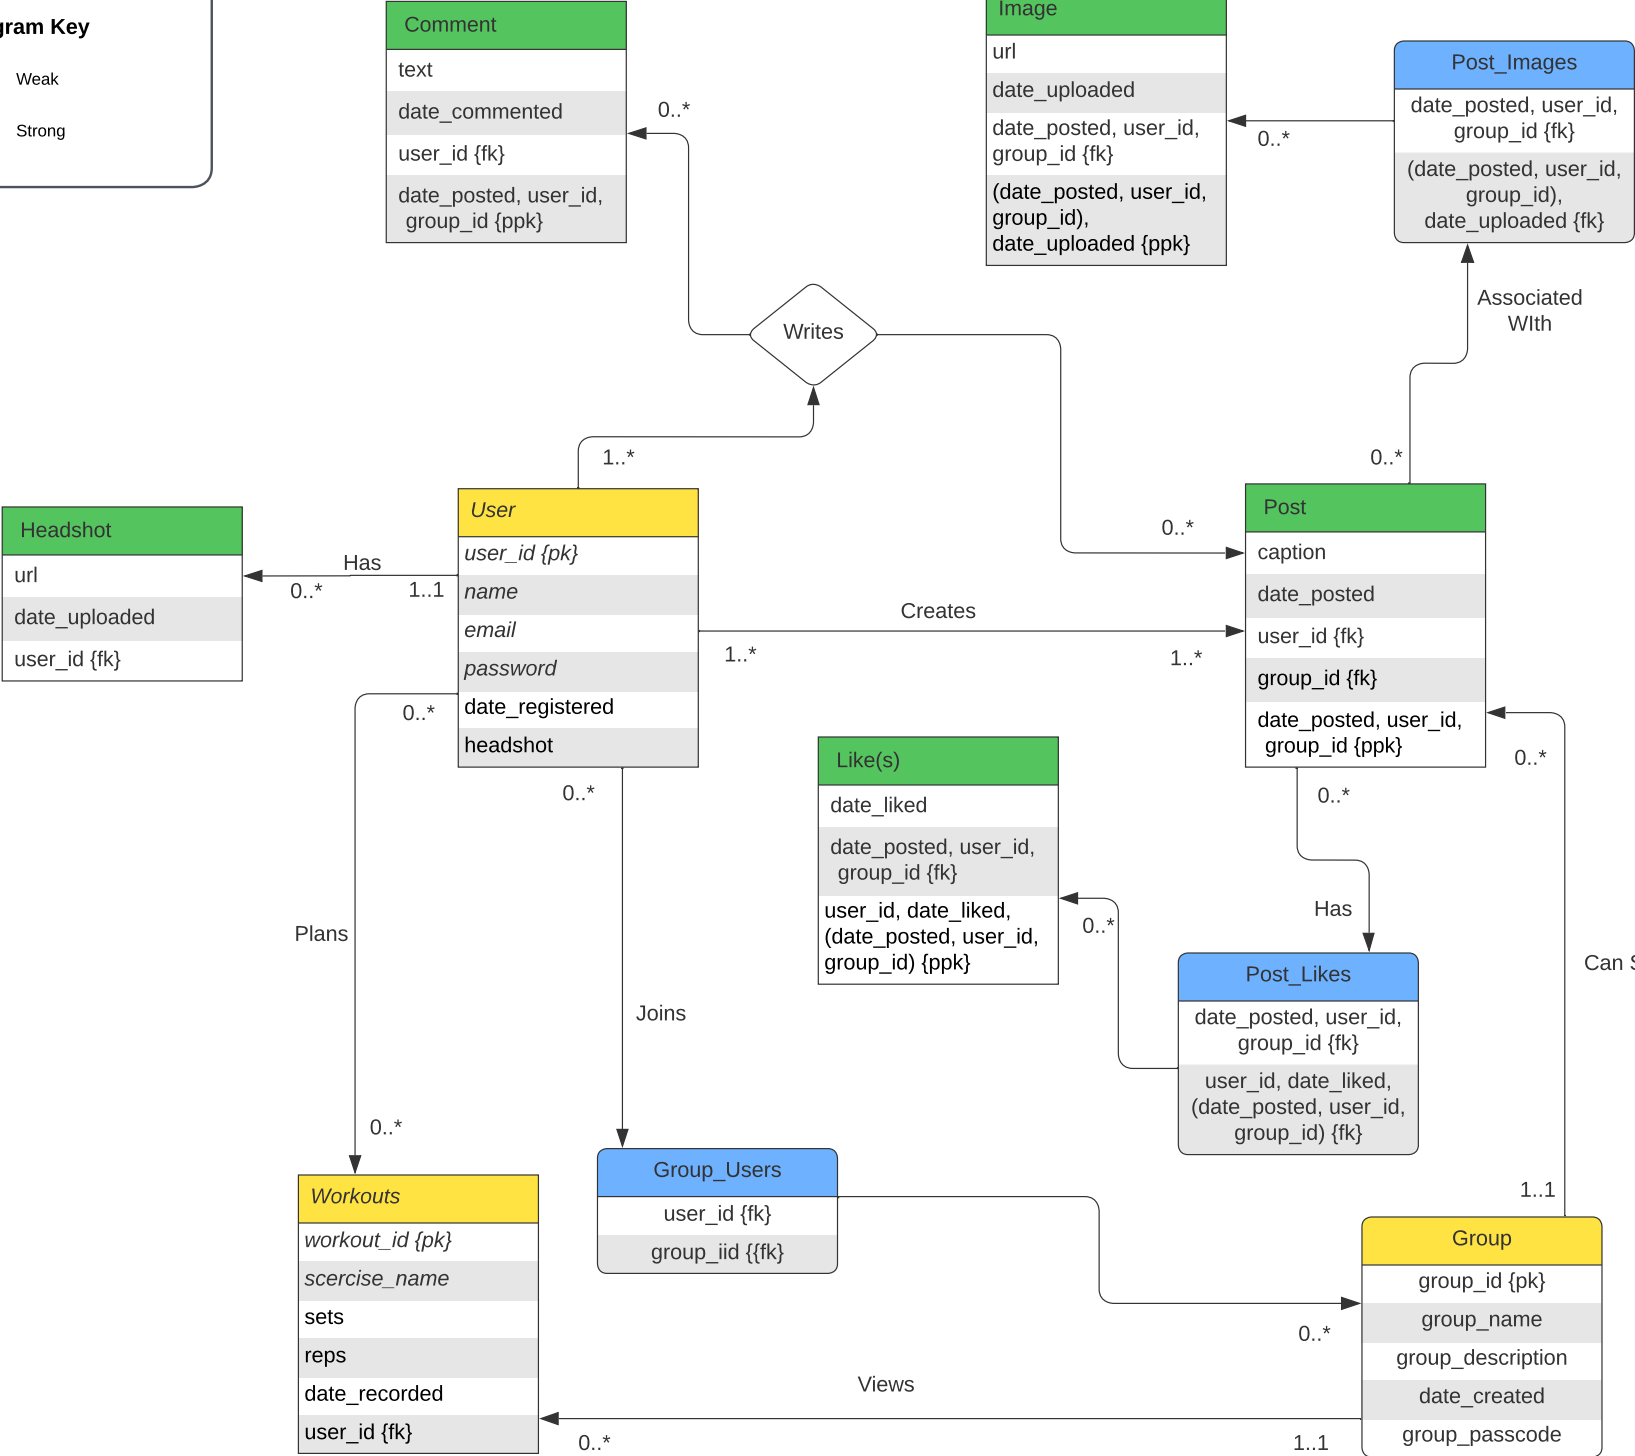 gram Key
Weak
Strong
Comment
text
date_commented
user_id {fk}
date_posted, user_id,
group_id {ppk}
0..*
Image
url
date_uploaded
date_posted, user_id,
group_id {fk}
(date_posted, user_id,
group_id),
date_uploaded {ppk}
0..*
Post_Images
date_posted, user_id,
group_id {fk}
(date_posted, user_id,
group_id),
date_uploaded {fk}
Associated
WIth
0..*
Writes
1..*
0..*
Headshot
url
date_uploaded
user_id {fk}
Has
0..*
1..1
User
user_id {pk}
name
email
password
date_registered
headshot
Creates
1..*
1..*
Post
caption
date_posted
user_id {fk}
group_id {fk}
date_posted, user_id,
group_id {ppk}
0..*
0..*
0..*
0..*
Like(s)
date_liked
date_posted, user_id,
group_id {fk}
user_id, date_liked,
(date_posted, user_id,
group_id) {ppk}
0..*
Has
Plans
Joins
Can S
Post_Likes
date_posted, user_id,
group_id {fk}
user_id, date_liked,
(date_posted, user_id,
group_id) {fk}
0..*
1..1
Workouts
workout_id {pk}
scercise_name
sets
reps
date_recorded
user_id {fk}
Group_Users
user_id {fk}
group_iid {{fk}
0..*
Group
group_id {pk}
group_name
group_description
date_created
group_passcode
Views
0..*
1..1